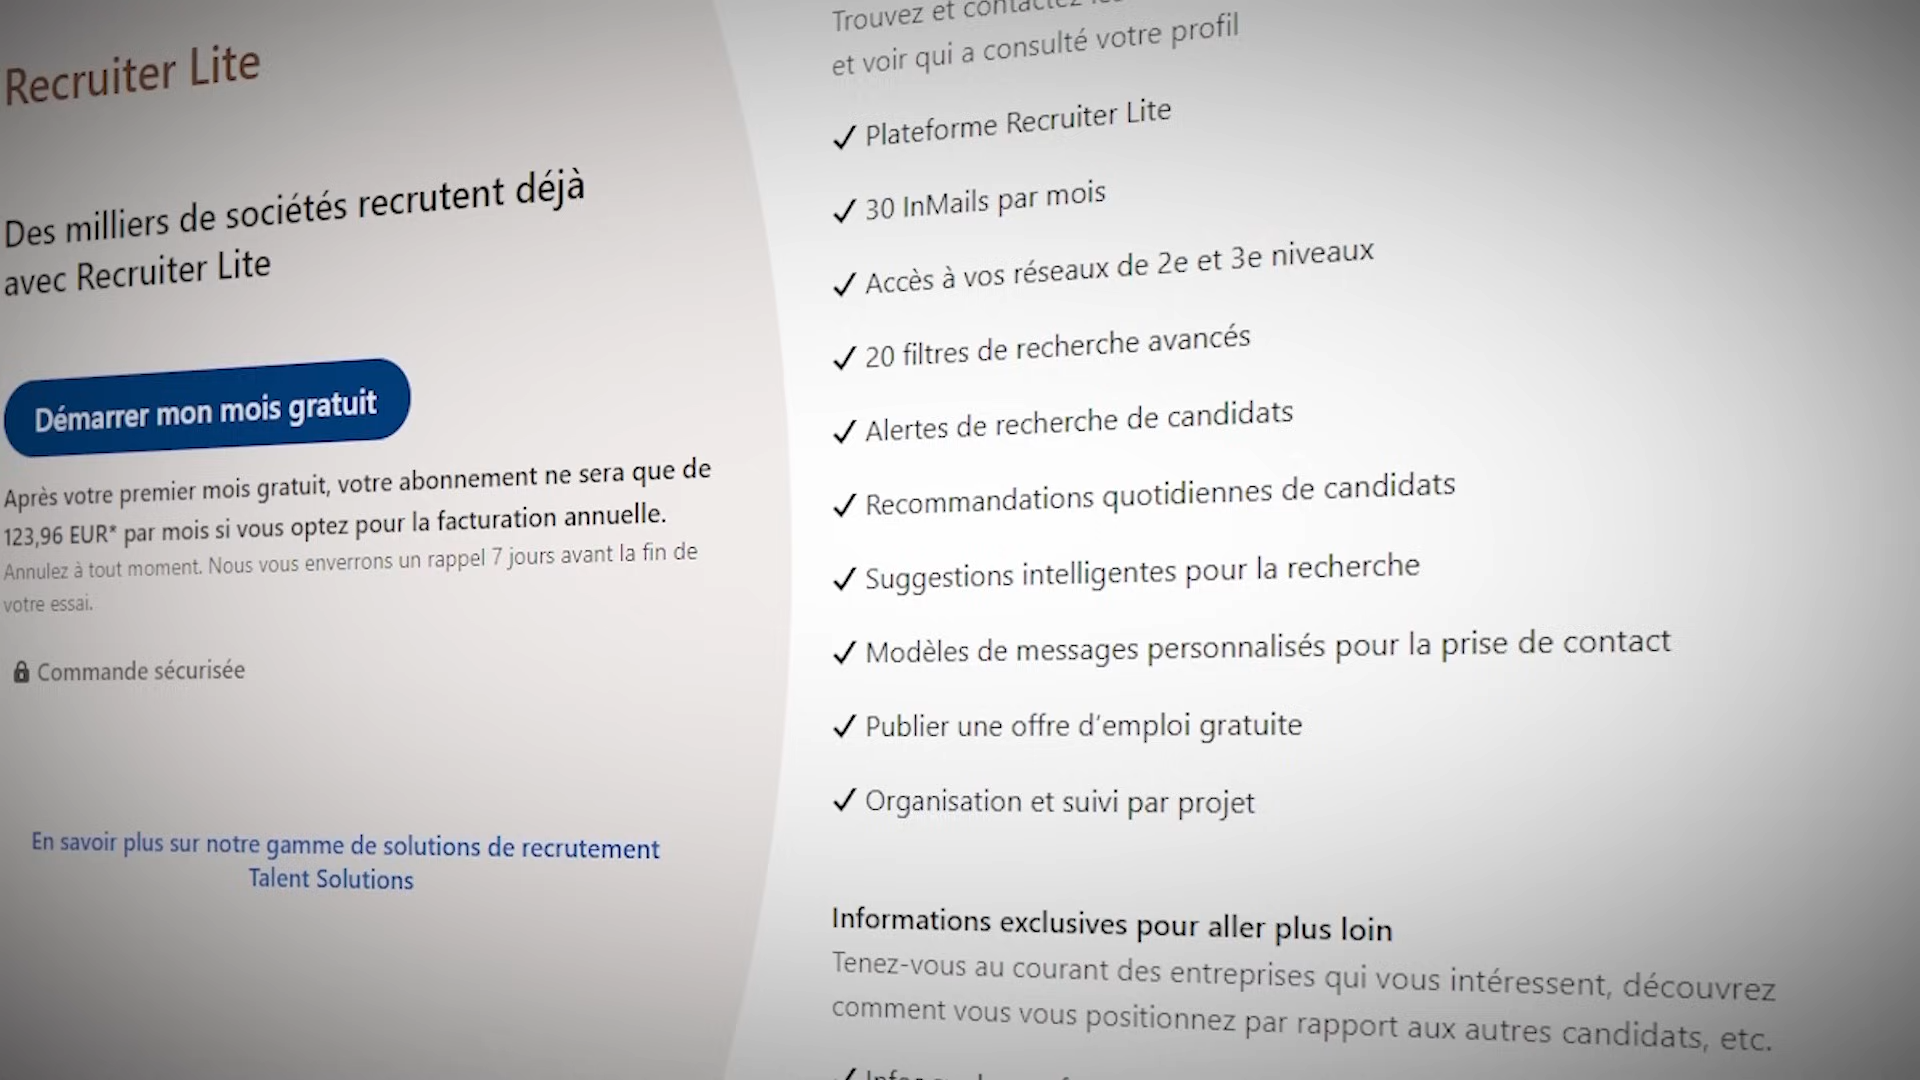 Recruiter Lite
Des milliers de sociétés recrutent déjà
avec Recruiter Lite
Démarrer mon mois gratuit
Après votre premier mois gratuit, votre abonnement ne sera que de
123,96 EUR* par mois si vous optez pour la facturation annuelle.
Annulez à tout moment. Nous vous enverrons un rappel 7 jours avant la fin de
votre essai.
Commande sécurisée
En savoir plus sur notre gamme de solutions de recrutement
Talent Solutions
Trouvez et contactez
et voir qui a consulté votre profil
✓ Plateforme Recruiter Lite
✓ 30 InMails par mois
✓ Accès à vos réseaux de 2e et 3e niveaux
✓ 20 filtres de recherche avancés
✓ Alertes de recherche de candidats
✓ Recommandations quotidiennes de candidats
✓ Suggestions intelligentes pour la recherche
✓ Modèles de messages personnalisés pour la prise de contact
✓ Publier une offre d’emploi gratuite
✓ Organisation et suivi par projet
Informations exclusives pour aller plus loin
Tenez-vous au courant des entreprises qui vous intéressent, découvrez
comment vous vous positionnez par rapport aux autres candidats, etc.